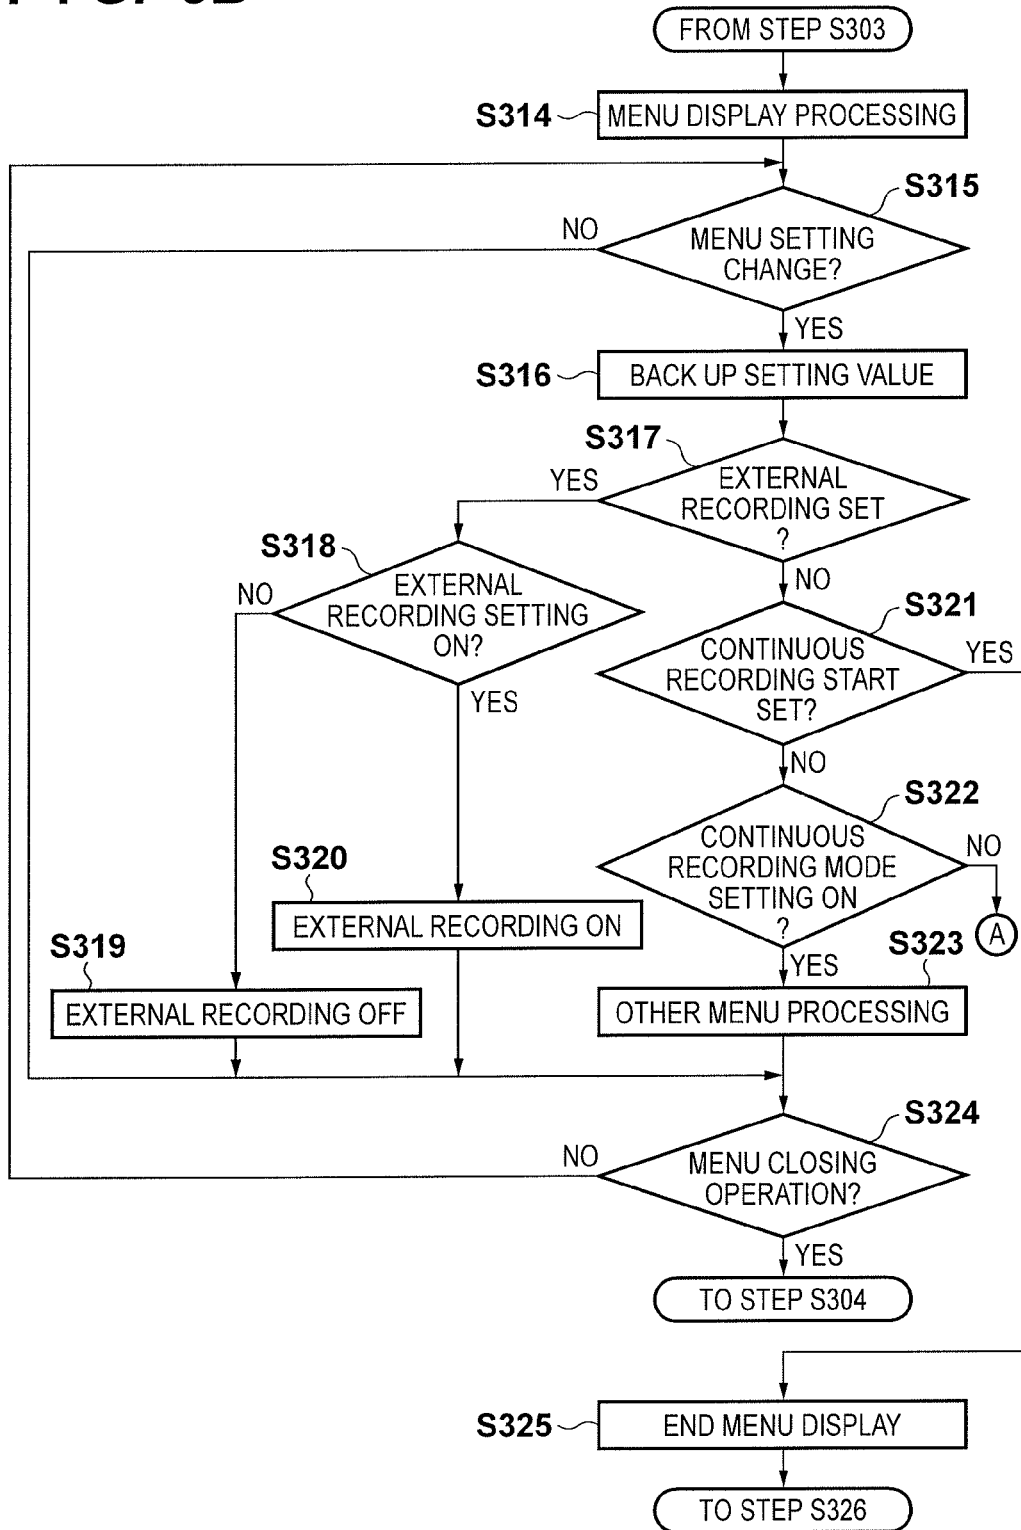 FROM STEP S303
S314
MENU DISPLAY PROCESSING
S315
NO
MENU SETTING
CHANGE?
YES
S316
BACK UP SETTING VALUE
S317
YES
EXTERNAL
RECORDING SET
?
S318
NO
EXTERNAL
RECORDING SETTING
ON?
NO
S321
CONTINUOUS
RECORDING START
SET?
YES
YES
NO
S322
CONTINUOUS
RECORDING MODE
SETTING ON
?
NO
A
S320
EXTERNAL RECORDING ON
S319
EXTERNAL RECORDING OFF
YES
S323
OTHER MENU PROCESSING
S324
NO
MENU CLOSING
OPERATION?
YES
TO STEP S304
S325
END MENU DISPLAY
TO STEP S326